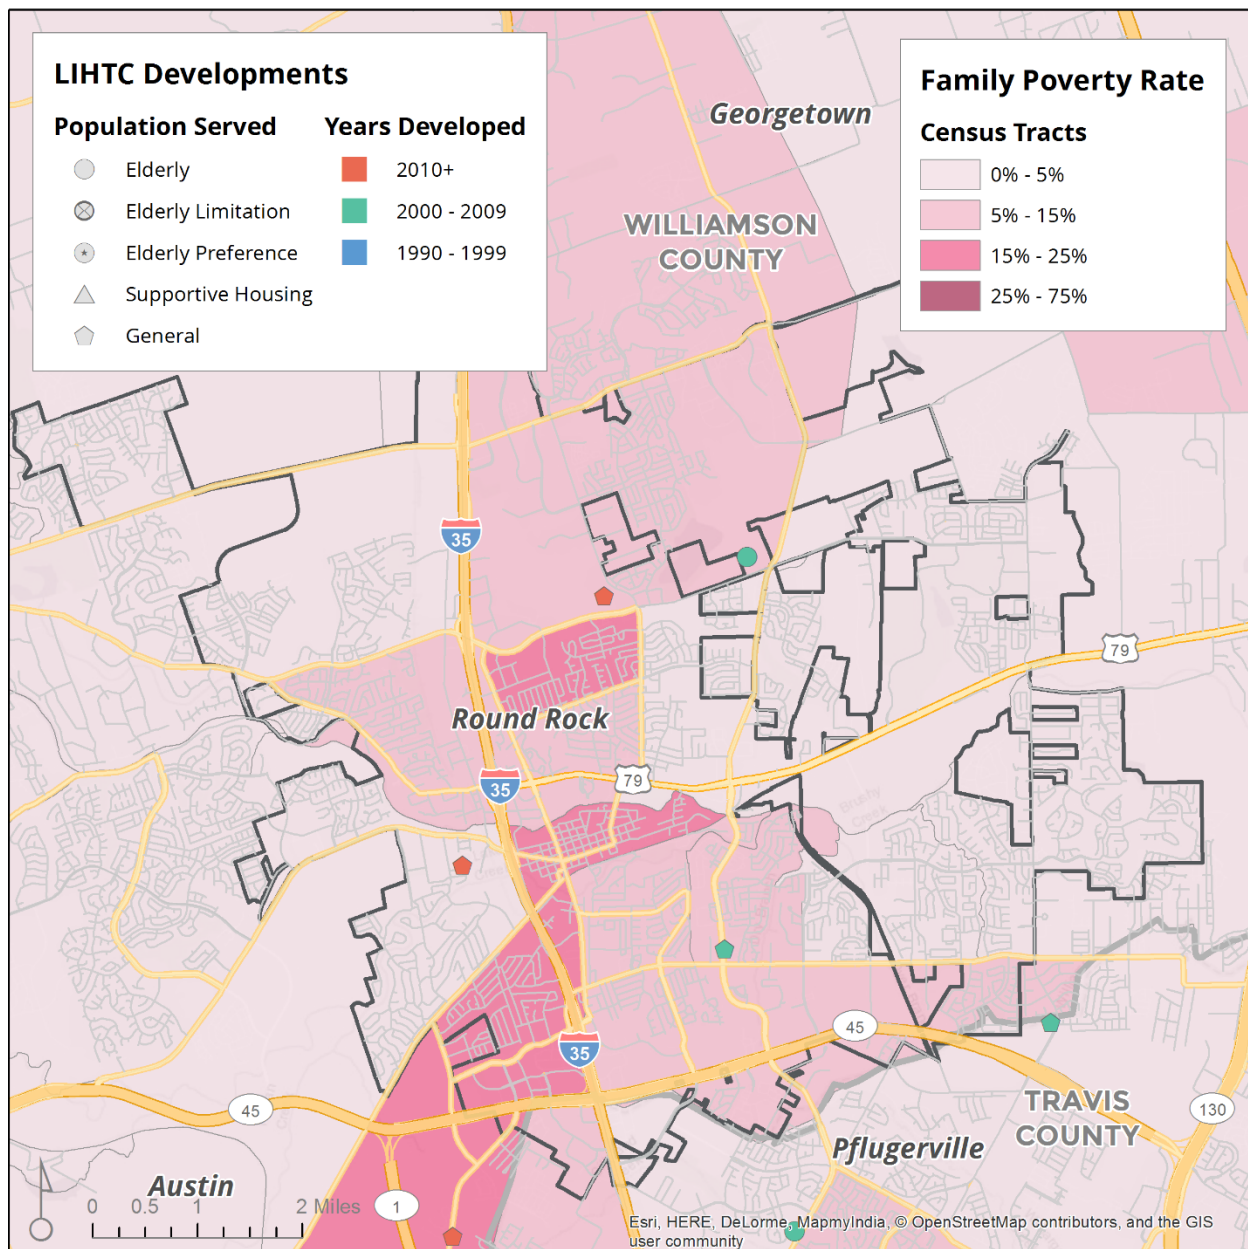 LIHTC Developments
Population Served
Years Developed
Elderly
2010+
Elderly Limitation
2000 - 2009
Elderly Preference
1990 - 1999
Supportive Housing
General
Family Poverty Rate
Census Tracts
0% - 5%
5% - 15%
15% - 25%
25% - 75%
Georgetown
WILLIAMSON
COUNTY
35
79
Round Rock
79
35
Brushy
45
35
45
TRAVIS
COUNTY
130
Pflugerville
Austin
1
0 0.5 1 2 Miles
Esri, HERE, DeLorme, MapmyIndia, © OpenStreetMap contributors, and the GIS
user community